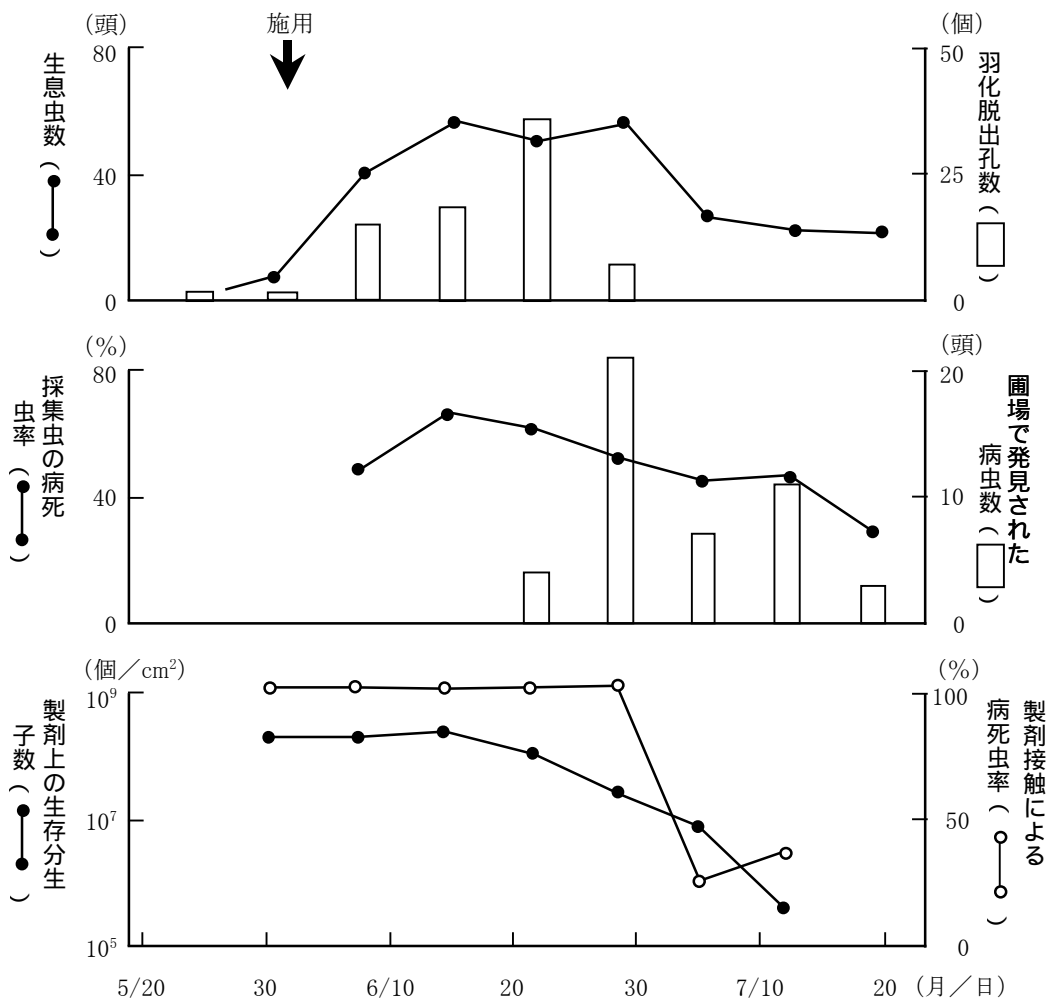 （頭）
施用
（個）
80
40
0
生息虫数（●―●）
50
25
0
羽化脱出孔数（　）
（％）
（頭）
80
40
0
採集虫の病死
虫率（●―●）
20
10
0
圃場で発見された
病虫数（　）
（個／cm²）
（％）
10⁹
10⁷
10⁵
製剤上の生存分生
子数（●―●）
100
50
0
製剤接触による
病死虫率（○―○）
5/20 30 6/10 20 30 7/10 20 （月／日）